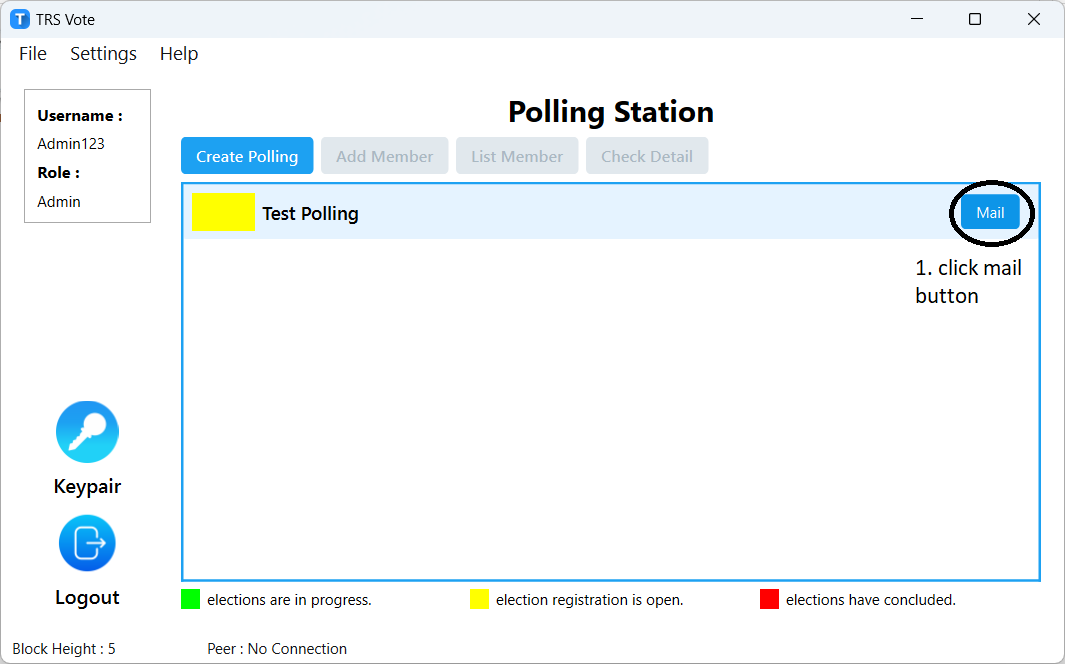 T TRS Vote
File Settings Help
Username :
Admin123
Role :
Admin
Polling Station
Create Polling Add Member List Member Check Detail
Test Polling Mail
1. click mail
button
Keypair
Logout
elections are in progress. election registration is open. elections have concluded.
Block Height : 5 Peer : No Connection